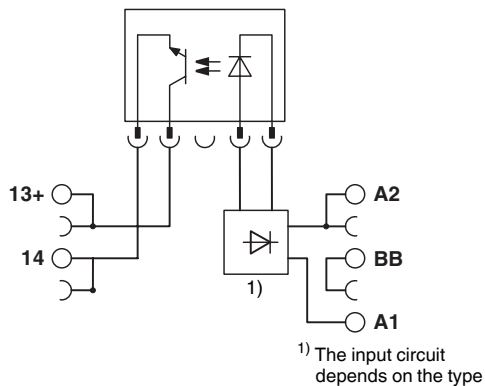 13+
A2
14
BB
1)
A1
1) The input circuit
depends on the type